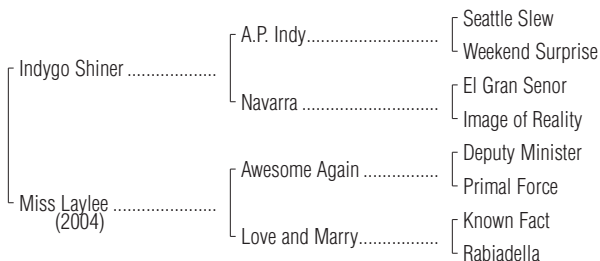 Seattle Slew
A.P. Indy..............................
Weekend Surprise
Indygo Shiner ....................
El Gran Senor
Navarra ...............................
Image of Reality
Deputy Minister
Awesome Again .................
Primal Force
Miss Laylee .......................
(2004)
Known Fact
Love and Marry..................
Rabiadella